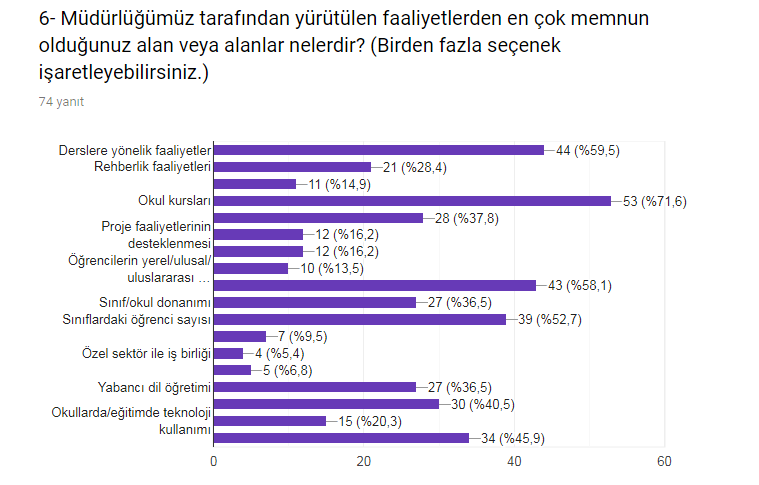 6- Müdürlüğümüz tarafından yürütülen faaliyetlerden en çok memnun
olduğunuz alan veya alanlar nelerdir? (Birden fazla seçenek
işaretleyebilirsiniz.)
74 yanıt
Derslere yönelik faaliyetler 44 (%59,5)
Rehberlik faaliyetleri 21 (%28,4)
11 (%14,9)
Okul kursları 53 (%71,6)
28 (%37,8)
Proje faaliyetlerinin
desteklenmesi
12 (%16,2)
12 (%16,2)
Öğrencilerin yerel/ulusal/
uluslararası ...
10 (%13,5)
43 (%58,1)
Sınıf/okul donanımı 27 (%36,5)
Sınıflardaki öğrenci sayısı 39 (%52,7)
7 (%9,5)
Özel sektör ile iş birliği 4 (%5,4)
5 (%6,8)
Yabancı dil öğretimi 27 (%36,5)
30 (%40,5)
Okullarda/eğitimde teknoloji
kullanımı
15 (%20,3)
34 (%45,9)
0 20 40 60